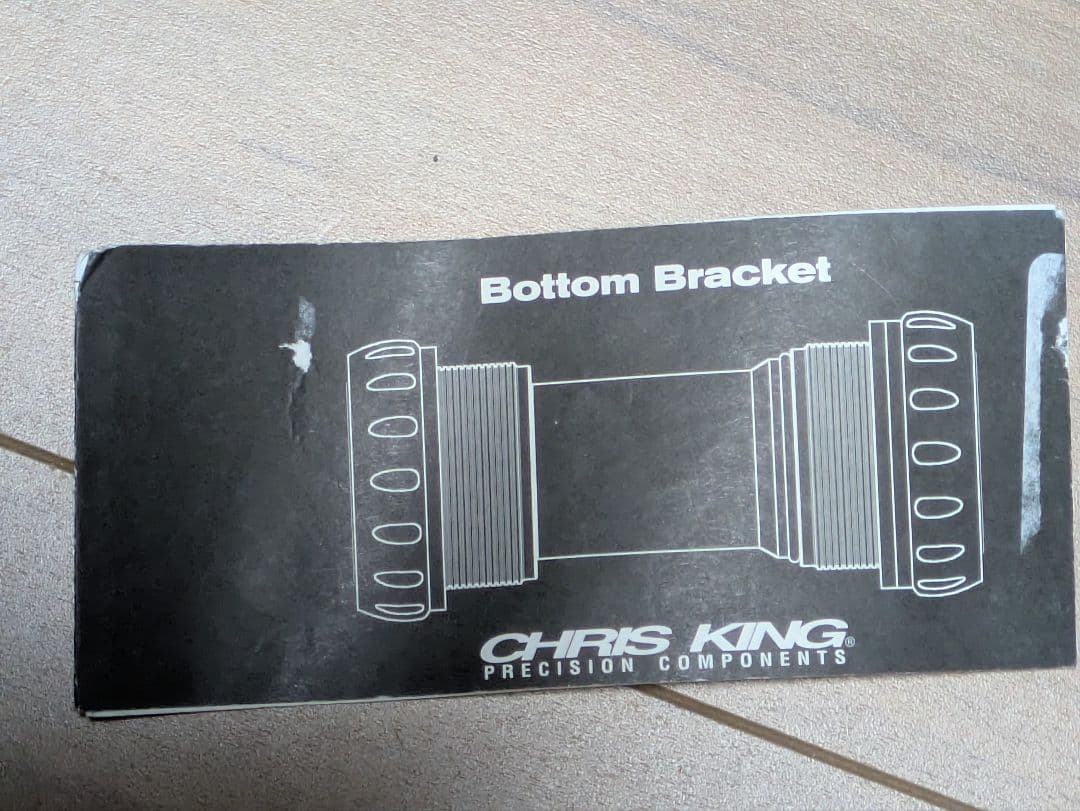 Bottom Bracket
CHRIS KING®
PRECISION COMPONENTS